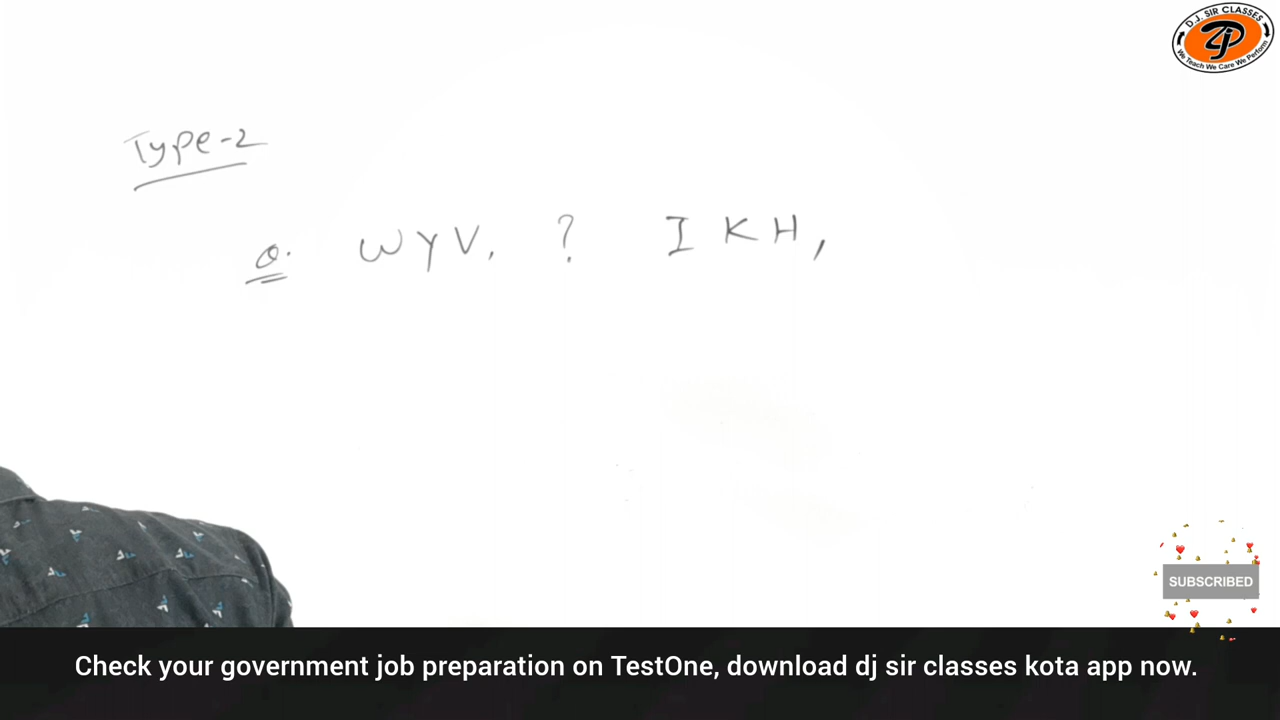 D.J. SIR CLASSES
We Teach We Care We Perform
Type-2
Q. WYV, ? IKH,
SUBSCRIBED
Check your government job preparation on TestOne, download dj sir classes kota app now.